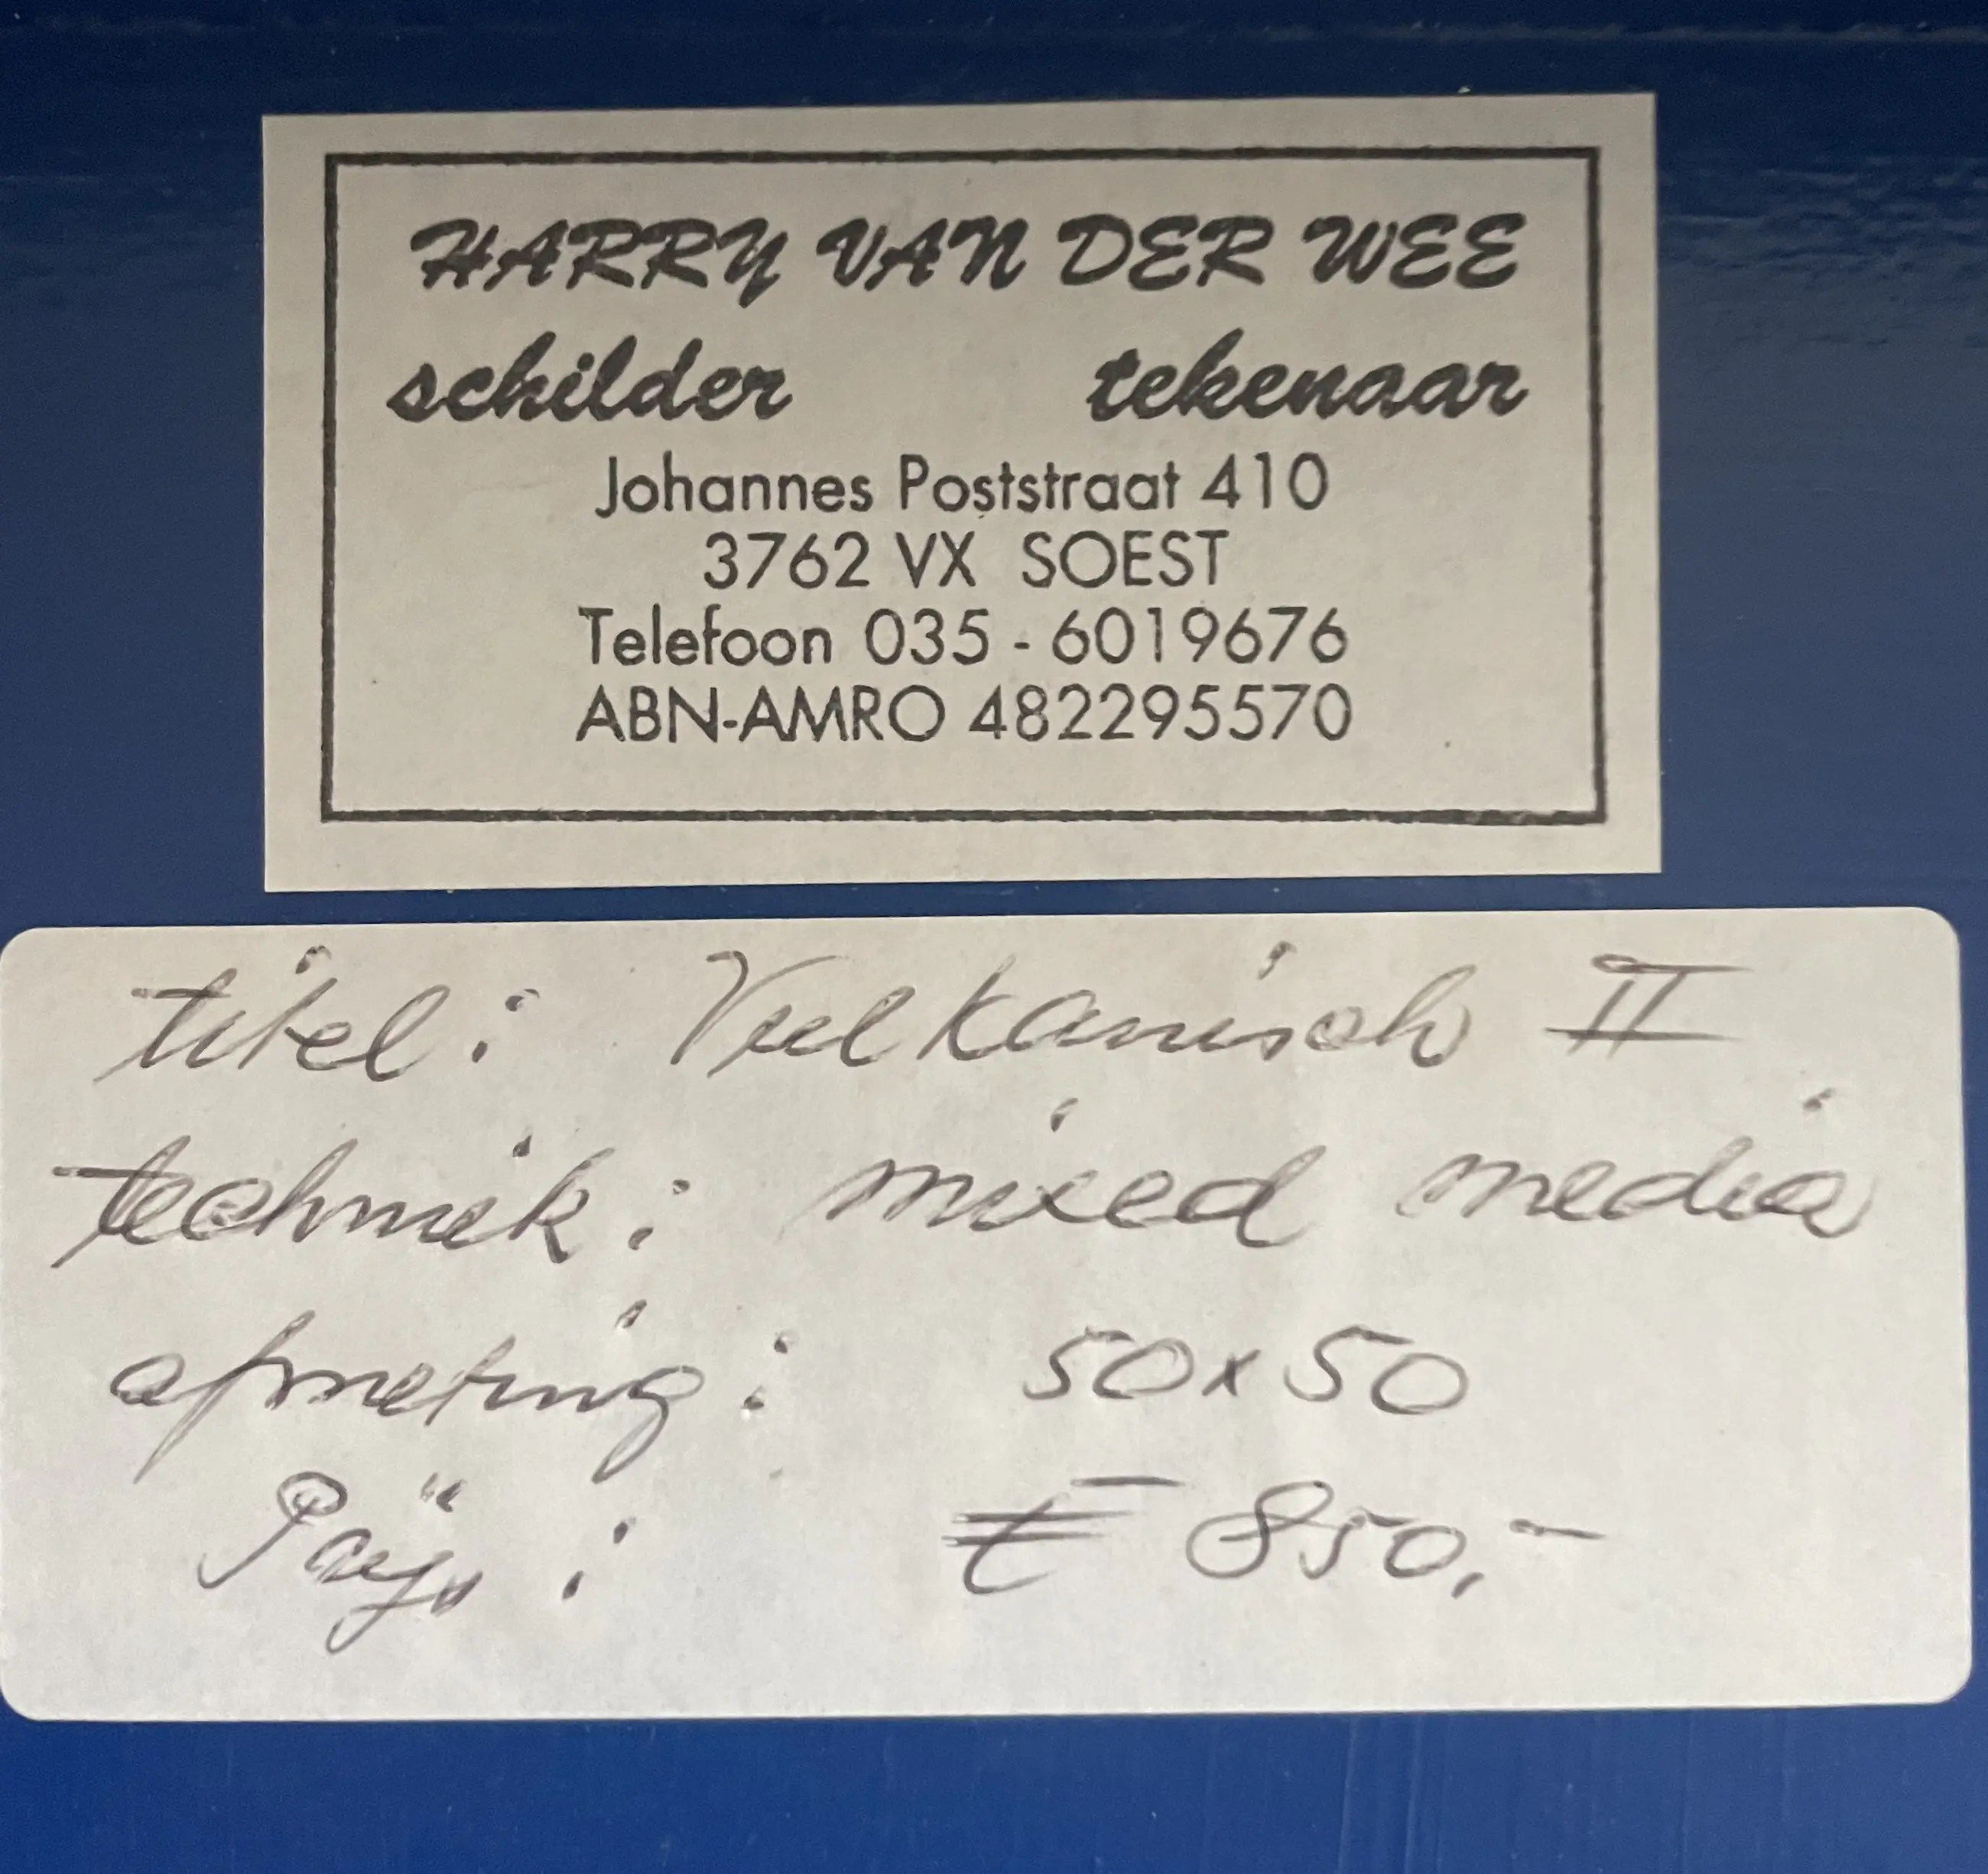 HARRY VAN DER WEE
schilder tekenaar
Johannes Poststraat 410
3762 VX SOEST
Telefoon 035 - 6019676
ABN-AMRO 482295570
titel: Vulkanisch II
techniek: mixed media
afmeting: 50x50
Prijs: € 850,-